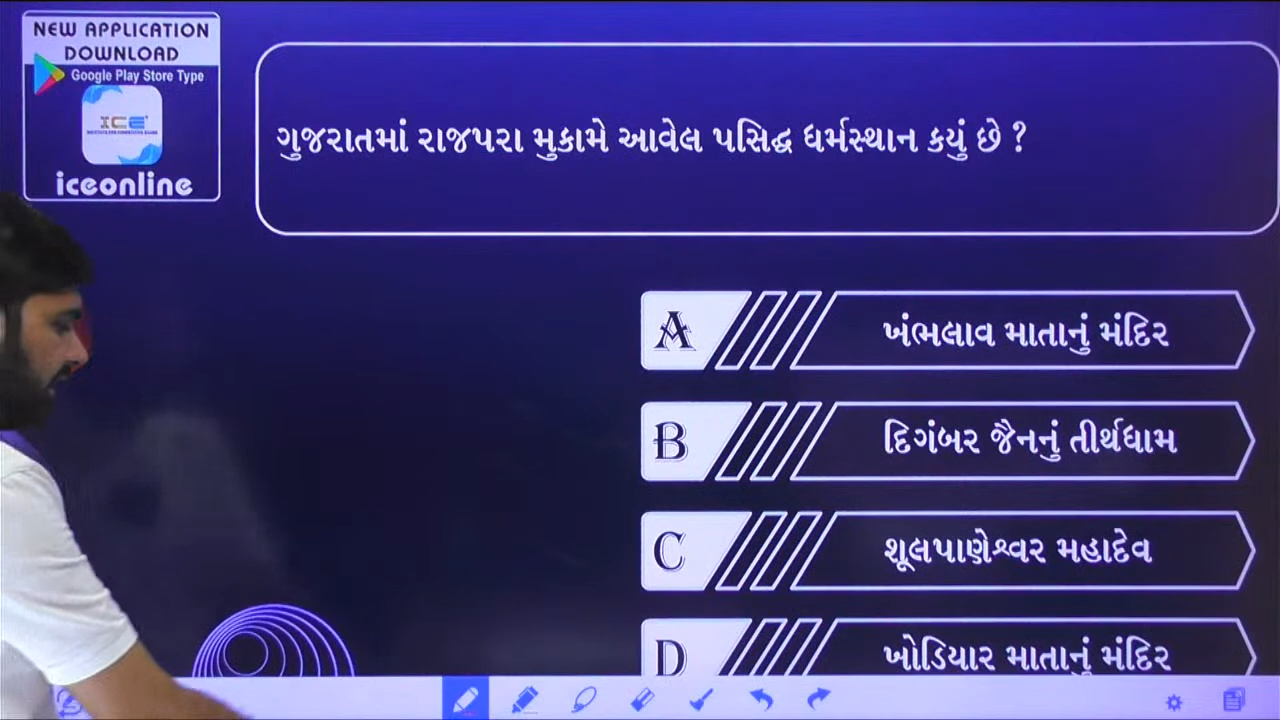 NEW APPLICATION
DOWNLOAD
Google Play Store Type
ICE
iceonline
ગુજરાતમાં રાજપરા મુકામે આવેલ પસિદ્ધ ધર્મસ્થાન કયું છે ?
A ખંભલાવ માતાનું મંદિર
B દિગંબર જૈનનું તીર્થધામ
C શૂલપાણેશ્વર મહાદેવ
D ખોડિયાર માતાનું મંદિર